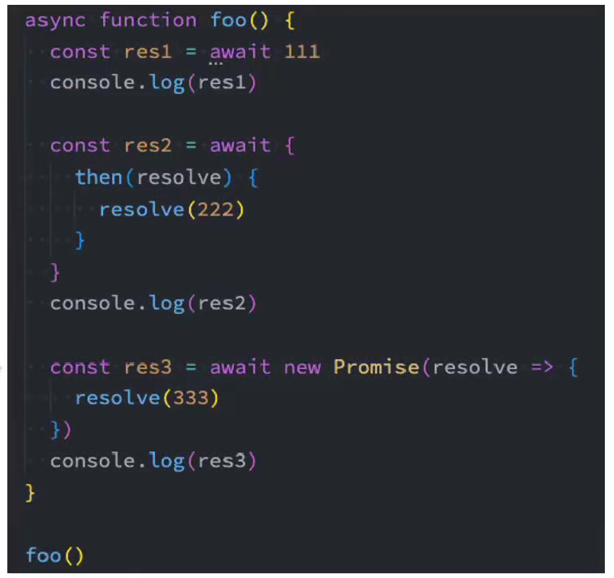 async function foo() {
const res1 = await 111
console.log(res1)
const res2 = await {
then(resolve) {
resolve(222)
}
}
console.log(res2)
const res3 = await new Promise(resolve => {
resolve(333)
})
console.log(res3)
}
foo()